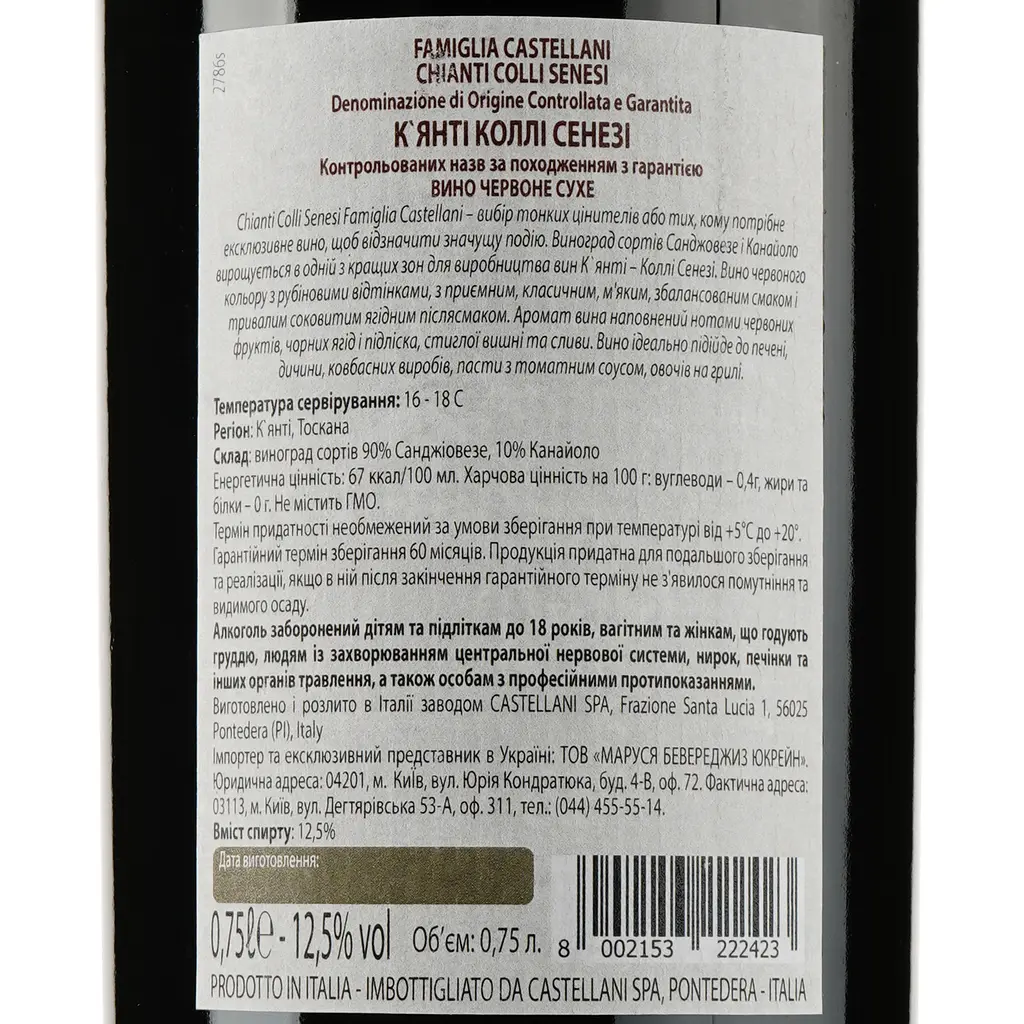 2786s
FAMIGLIA CASTELLANI
CHIANTI COLLI SENESI
Denominazione di Origine Controllata e Garantita
К`ЯНТІ КОЛЛІ СЕНЕЗІ
Контрольованих назв за походженням з гарантією
ВИНО ЧЕРВОНЕ СУХЕ
Chianti Colli Senesi Famiglia Castellani – вибір тонких цінителів або тих, кому потрібне
ексклюзивне вино, щоб відзначити значущу подію. Виноград сортів Санджовезе і Канайоло
вирощується в одній з кращих зон для виробництва вин К`янті – Коллі Сенезі. Вино червоного
кольору з рубіновими відтінками, з приємним, класичним, м'яким, збалансованим смаком і
тривалим соковитим ягідним післясмаком. Аромат вина наповнений нотами червоних
фруктів, чорних ягід і підліска, стиглої вишні та сливи. Вино ідеально підійде до печені,
дичини, ковбасних виробів, пасти з томатним соусом, овочів на грилі.
Температура сервірування: 16 - 18 С
Регіон: К`янті, Тоскана
Склад: виноград сортів 90% Санджіовезе, 10% Канайоло
Енергетична цінність: 67 ккал/100 мл. Харчова цінність на 100 г: вуглеводи – 0,4г, жири та
білки – 0 г. Не містить ГМО.
Термін придатності необмежений за умови зберігання при температурі від +5°С до +20°.
Гарантійний термін зберігання 60 місяців. Продукція придатна для подальшого зберігання
та реалізації, якщо в ній після закінчення гарантійного терміну не з'явилося помутніння та
видимого осаду.
Алкоголь заборонений дітям та підліткам до 18 років, вагітним та жінкам, що годують
груддю, людям із захворюванням центральної нервової системи, нирок, печінки та
інших органів травлення, а також особам з професійними протипоказаннями.
Виготовлено і розлито в Італії заводом CASTELLANI SPA, Frazione Santa Lucia 1, 56025
Pontedera (PI), Italy
Імпортер та ексклюзивний представник в Україні: ТОВ «МАРУСЯ БЕВЕРЕДЖИЗ ЮКРЕЙН».
Юридична адреса: 04201, м. Київ, вул. Юрія Кондратюка, буд. 4-В, оф. 72. Фактична адреса:
03113, м. Київ, вул. Дегтярівська 53-А, оф. 311, тел.: (044) 455-55-14.
Вміст спирту: 12,5%
Дата виготовлення:
0,75ℓ℮ - 12,5% vol Об'єм: 0,75 л.
8 002153 222423
PRODOTTO IN ITALIA - IMBOTTIGLIATO DA CASTELLANI SPA, PONTEDERA - ITALIA